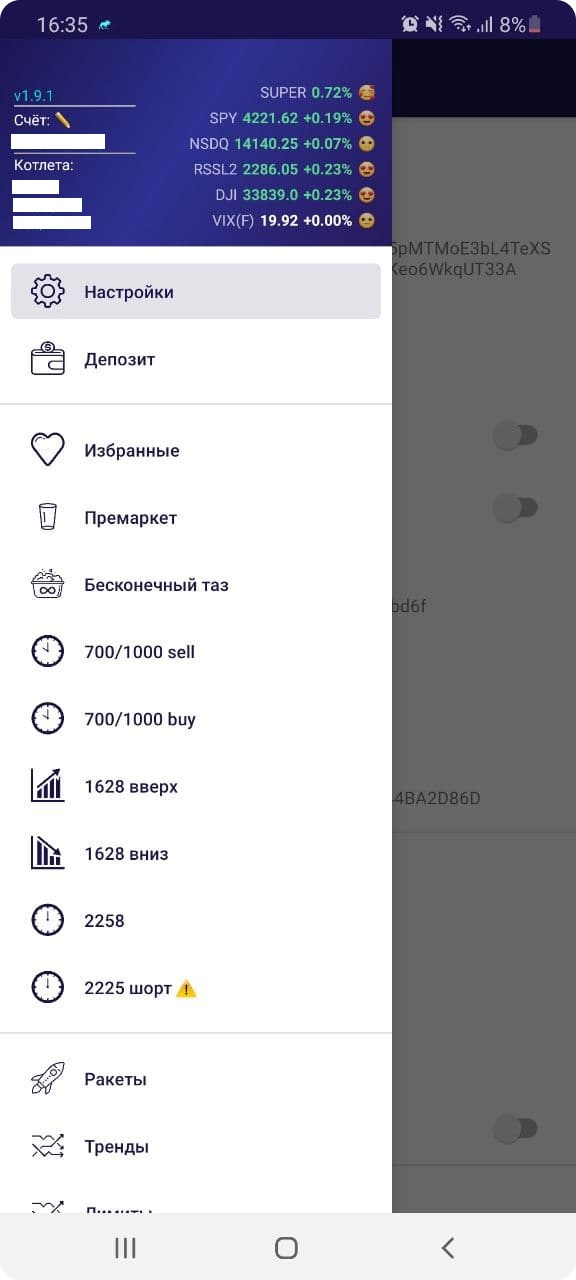 16:35 8%
v1.9.1
Счёт:
Котлета:
SUPER 0.72%
SPY 4221.62 +0.19%
NSDQ 14140.25 +0.07%
RSSL2 2286.05 +0.23%
DJI 33839.0 +0.23%
VIX(F) 19.92 +0.00%
Настройки
Депозит
Избранные
Премаркет
Бесконечный таз
700/1000 sell
700/1000 buy
1628 вверх
1628 вниз
2258
2225 шорт
Ракеты
Тренды
Лимиты
5pMTMoE3bL4TeXS
Keo6WkqUT33A
bd6f
44BA2D86D